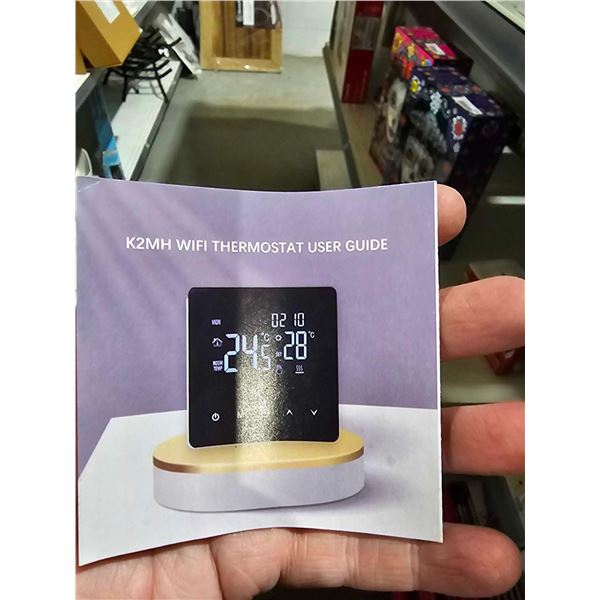 K2MH WIFI THERMOSTAT USER GUIDE
MON 02 10
ROOM TEMP 24.5 °C SET 28 °C
M